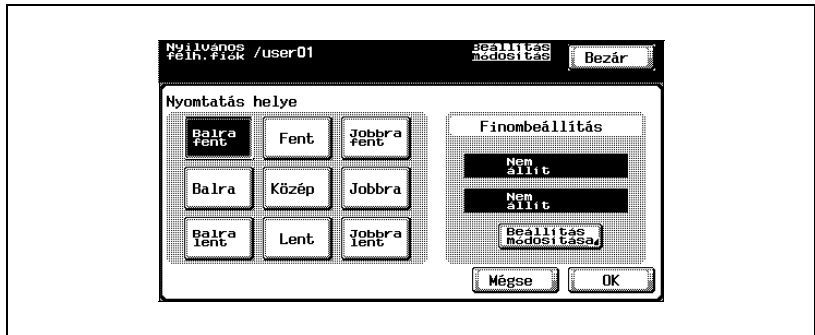 Nyilvános
félh.fiók /user01
Beállítás
módosítás
Bezár
Nyomtatás helye
Balra
fent
Fent
Jobbra
fent
Balra
Közép
Jobbra
Balra
lent
Lent
Jobbra
lent
Finombeállítás
Nem
állít
Nem
állít
Beállítás
módosítása
Mégse
OK